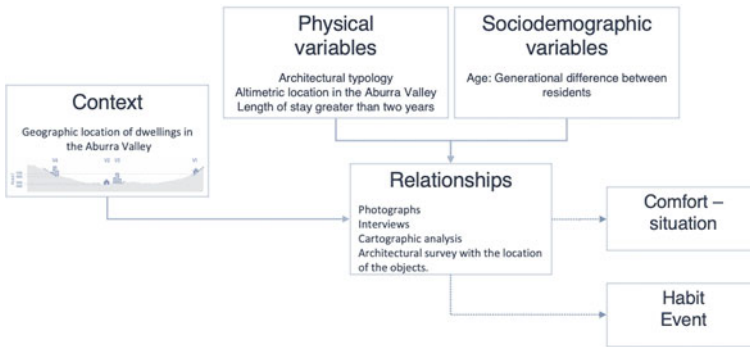 Physical
variables
Architectural typology
Altimetric location in the Aburra Valley
Length of stay greater than two years
Sociodemographic
variables
Age: Generational difference between
residents
Context
Geographic location of dwellings in
the Aburra Valley
Relationships
Photographs
Interviews
Cartographic analysis
Architectural survey with the location
of the objects.
Comfort –
situation
Habit
Event